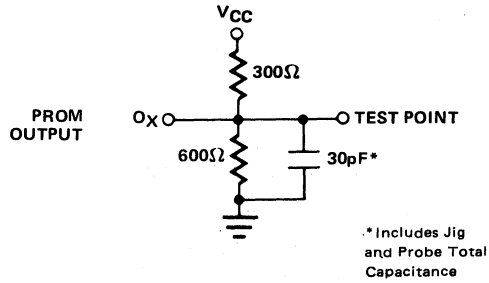 VCC
300Ω
PROM
OUTPUT
OX
TEST POINT
600Ω
30pF*
*Includes Jig
and Probe Total
Capacitance